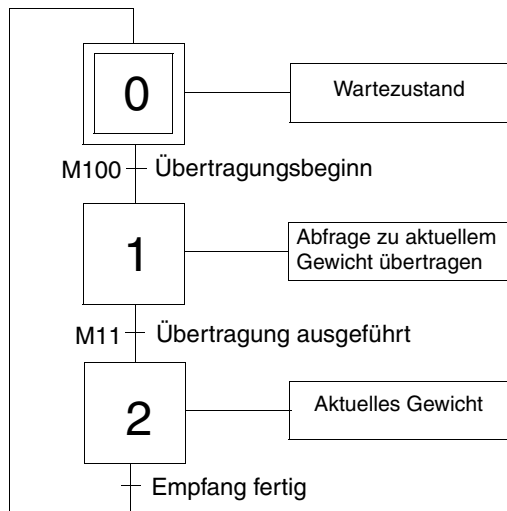 0
Wartezustand
M100
Übertragungsbeginn
1
Abfrage zu aktuellem
Gewicht übertragen
M11
Übertragung ausgeführt
2
Aktuelles Gewicht
Empfang fertig